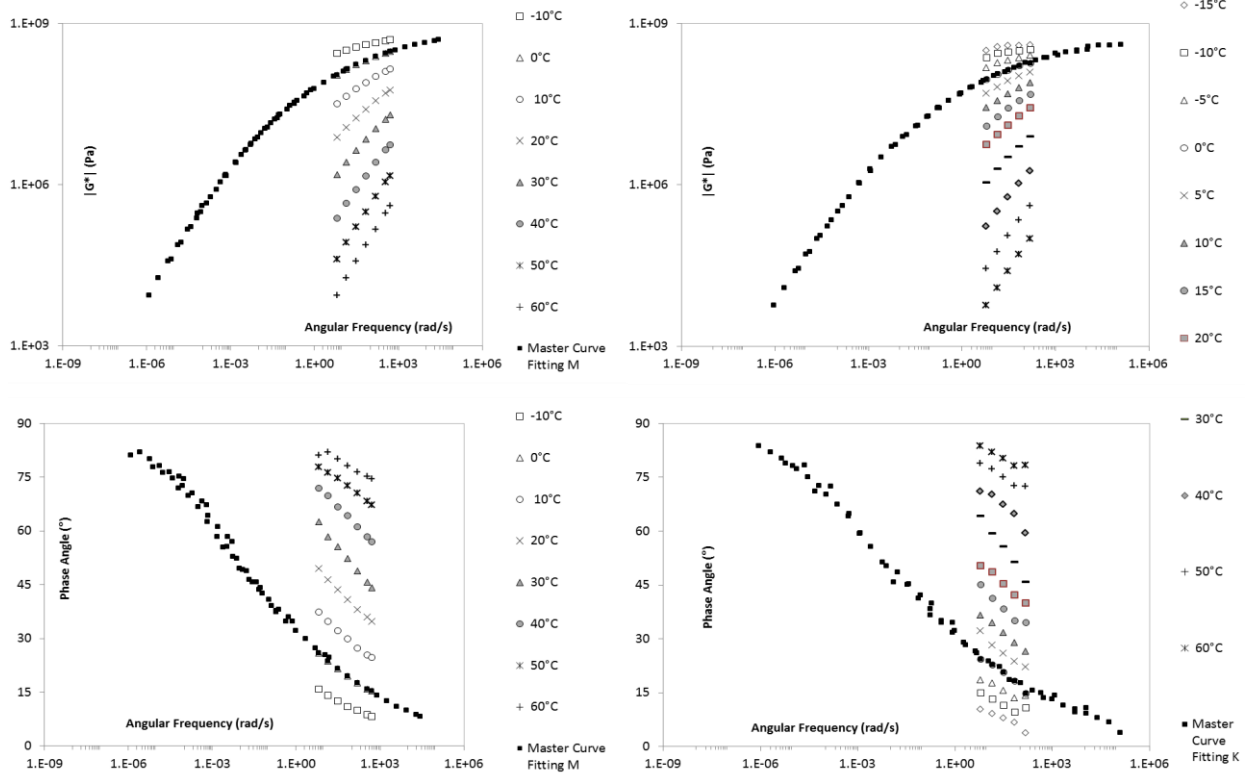 1.E+09
|G*| (Pa)
1.E+06
1.E+03
Angular Frequency (rad/s)
1.E-09
1.E-06
1.E-03
1.E+00
1.E+03
1.E+06
-10°C
0°C
10°C
20°C
30°C
40°C
50°C
60°C
Master Curve
Fitting M
1.E+09
|G*| (Pa)
1.E+06
1.E+03
Angular Frequency (rad/s)
1.E-09
1.E-06
1.E-03
1.E+00
1.E+03
1.E+06
-15°C
-10°C
-5°C
0°C
5°C
10°C
15°C
20°C
90
75
60
45
30
15
0
Phase Angle (°)
Angular Frequency (rad/s)
1.E-09
1.E-06
1.E-03
1.E+00
1.E+03
1.E+06
-10°C
0°C
10°C
20°C
30°C
40°C
50°C
60°C
Master Curve
Fitting M
90
75
60
45
30
15
0
Phase Angle (°)
Angular Frequency (rad/s)
1.E-09
1.E-06
1.E-03
1.E+00
1.E+03
1.E+06
30°C
40°C
50°C
60°C
Master
Curve
Fitting K